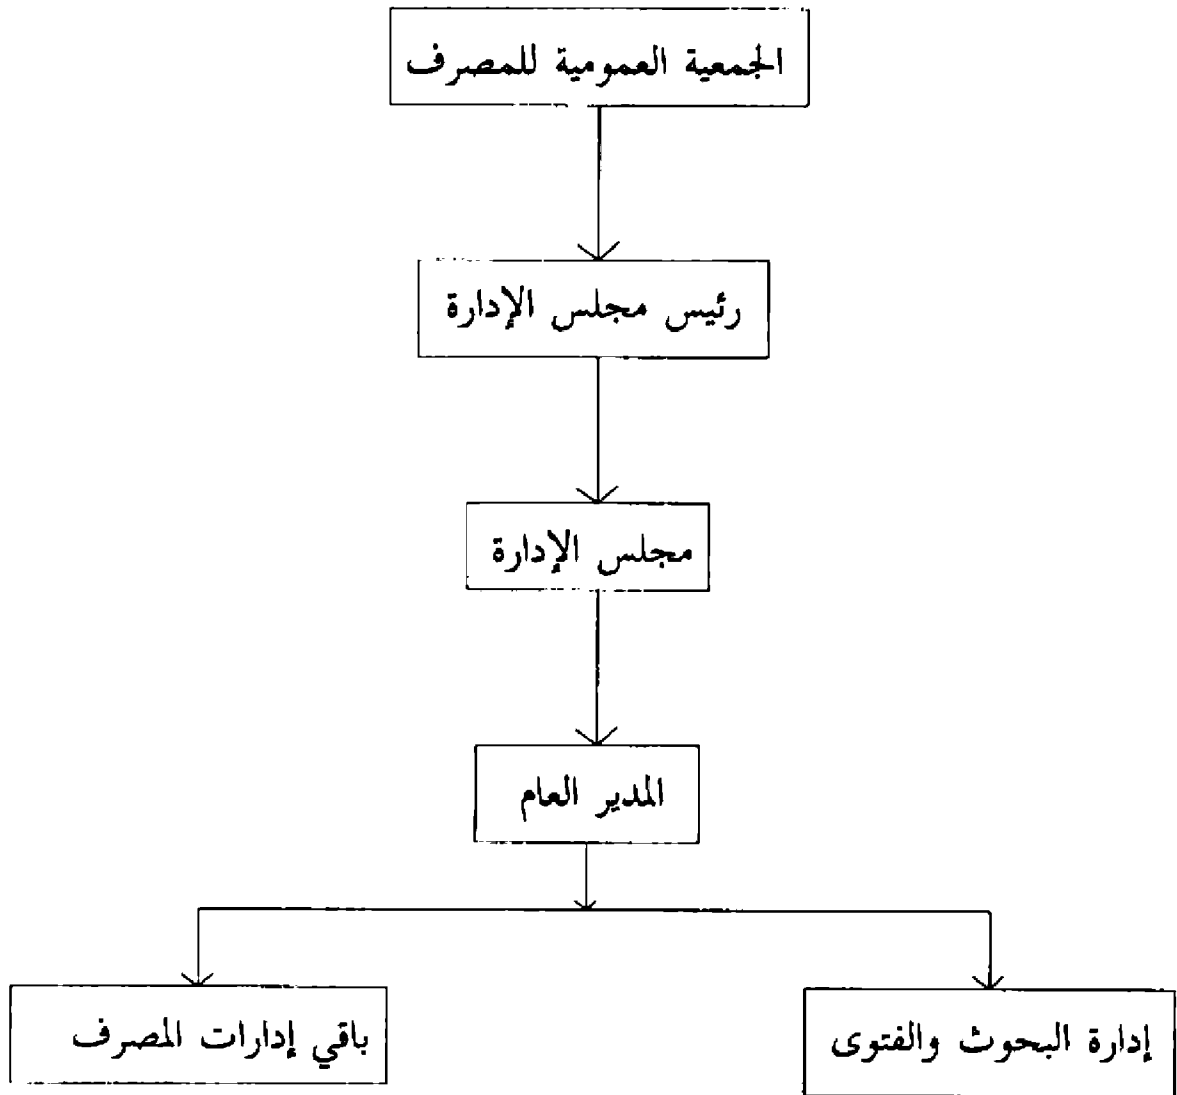 الجمعية العمومية للمصرف
رئيس مجلس الإدارة
مجلس الإدارة
المدير العام
إدارة البحوث والفتوى
باقي إدارات المصرف